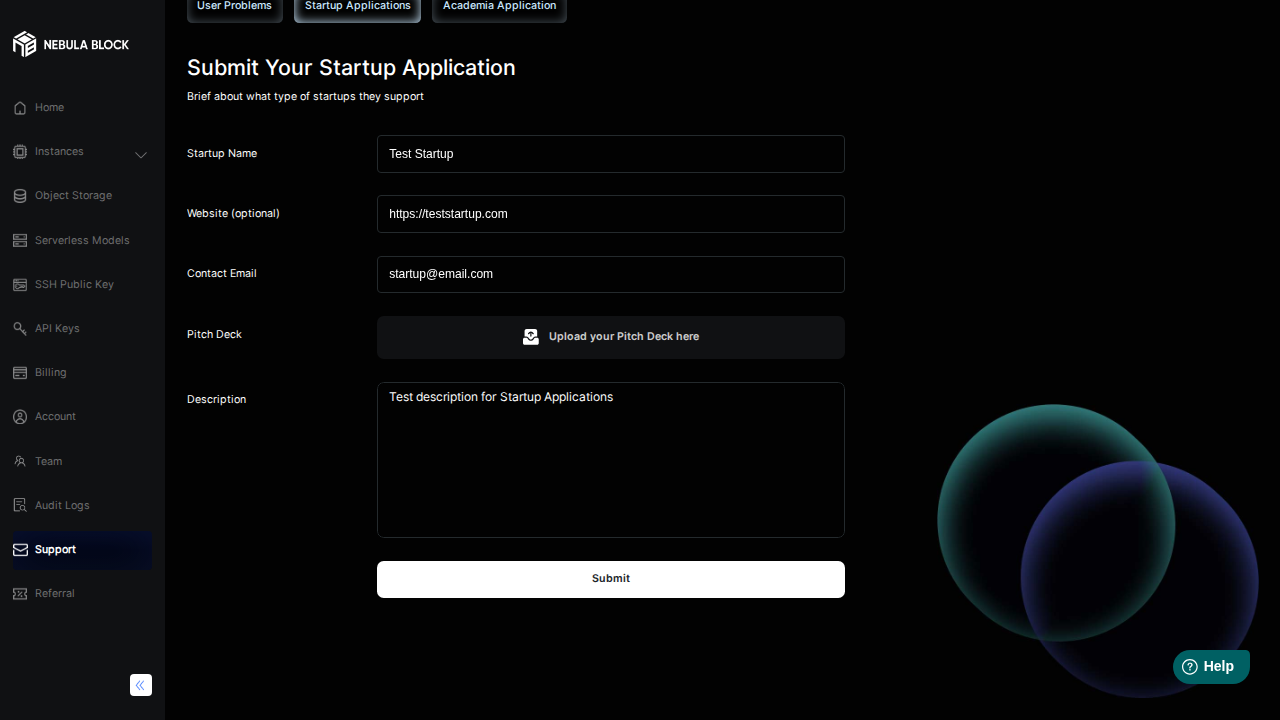 User Problems
Startup Applications
Academia Application
NEBULA BLOCK
Home
Instances
Object Storage
Serverless Models
SSH Public Key
API Keys
Billing
Account
Team
Audit Logs
Support
Referral
Submit Your Startup Application
Brief about what type of startups they support
Startup Name
Test Startup
Website (optional)
https://teststartup.com
Contact Email
startup@email.com
Pitch Deck
Upload your Pitch Deck here
Description
Test description for Startup Applications
Submit
Help